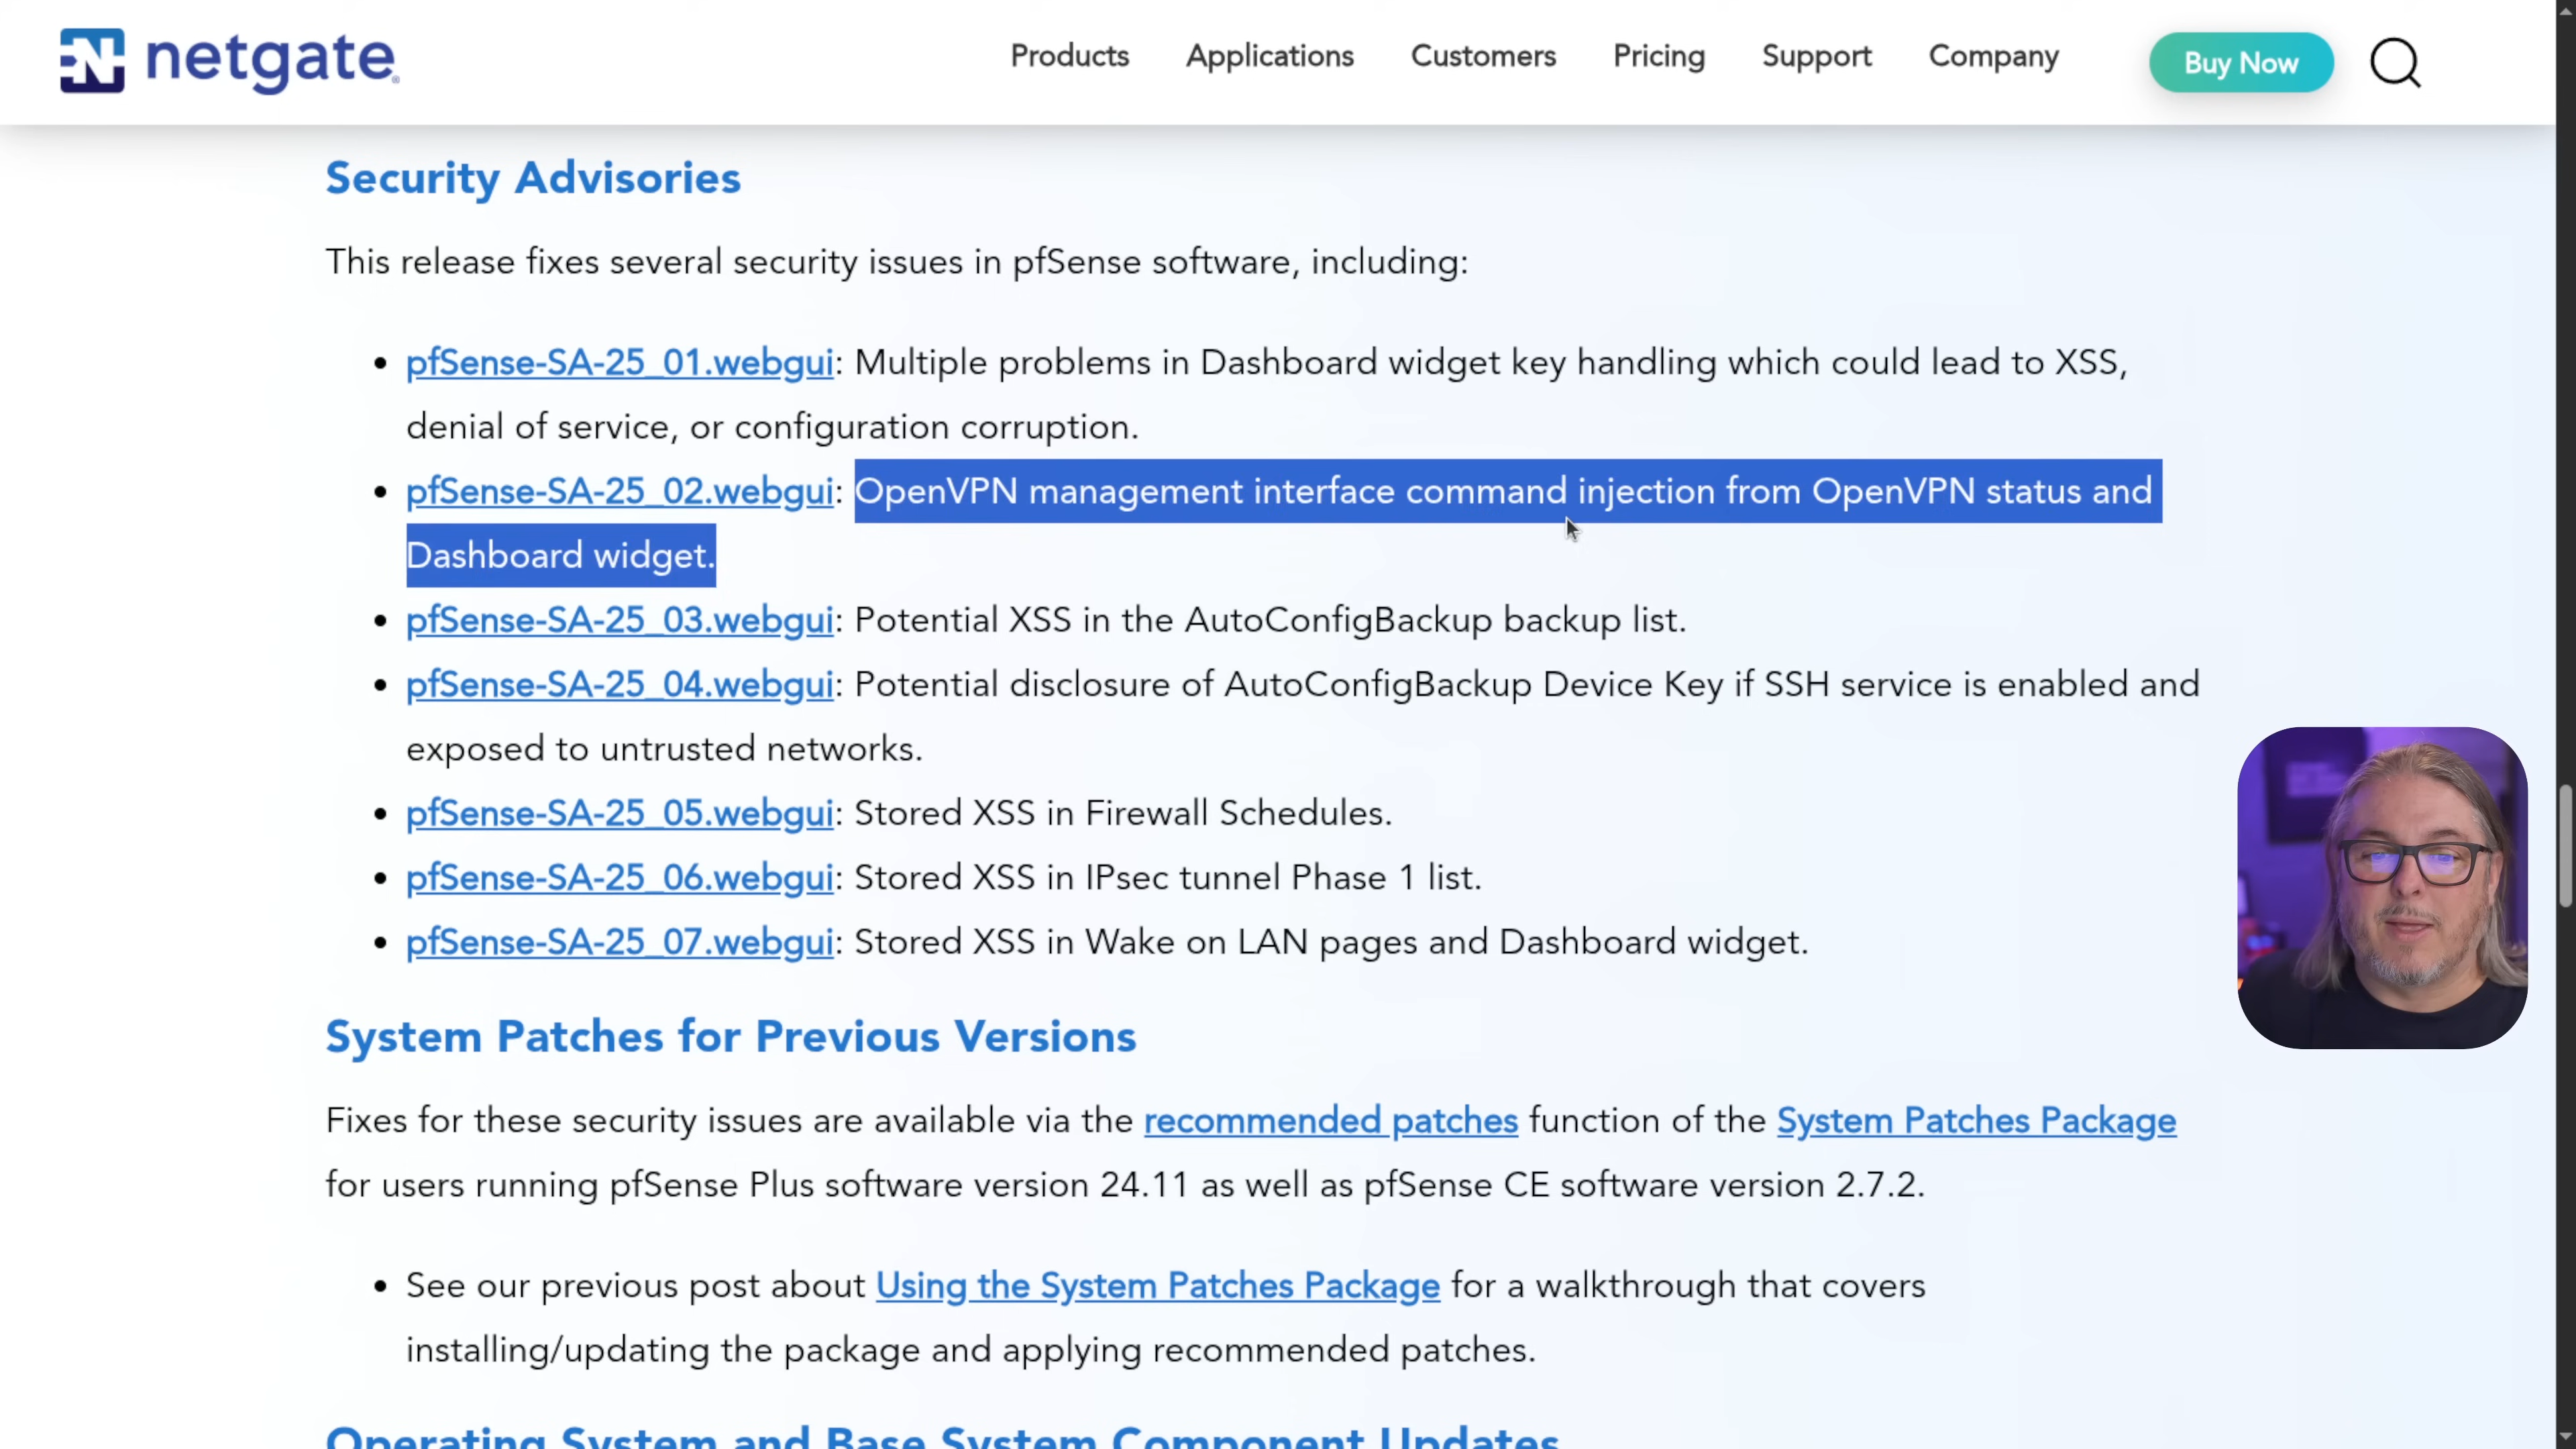 netgate
Products Applications Customers Pricing Support Company Buy Now
Security Advisories
This release fixes several security issues in pfSense software, including:
• pfSense-SA-25_01.webgui: Multiple problems in Dashboard widget key handling which could lead to XSS,
denial of service, or configuration corruption.
• pfSense-SA-25_02.webgui: OpenVPN management interface command injection from OpenVPN status and
Dashboard widget.
• pfSense-SA-25_03.webgui: Potential XSS in the AutoConfigBackup backup list.
• pfSense-SA-25_04.webgui: Potential disclosure of AutoConfigBackup Device Key if SSH service is enabled and
exposed to untrusted networks.
• pfSense-SA-25_05.webgui: Stored XSS in Firewall Schedules.
• pfSense-SA-25_06.webgui: Stored XSS in IPsec tunnel Phase 1 list.
• pfSense-SA-25_07.webgui: Stored XSS in Wake on LAN pages and Dashboard widget.
System Patches for Previous Versions
Fixes for these security issues are available via the recommended patches function of the System Patches Package
for users running pfSense Plus software version 24.11 as well as pfSense CE software version 2.7.2.
• See our previous post about Using the System Patches Package for a walkthrough that covers
installing/updating the package and applying recommended patches.
Operating System and Base System Component Updates